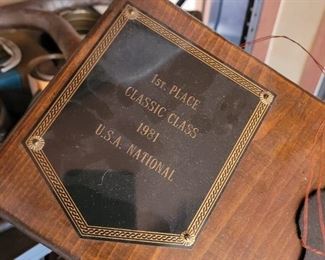 1ST. PLACE
CLASSIC CLASS
1981
U.S.A. NATIONAL